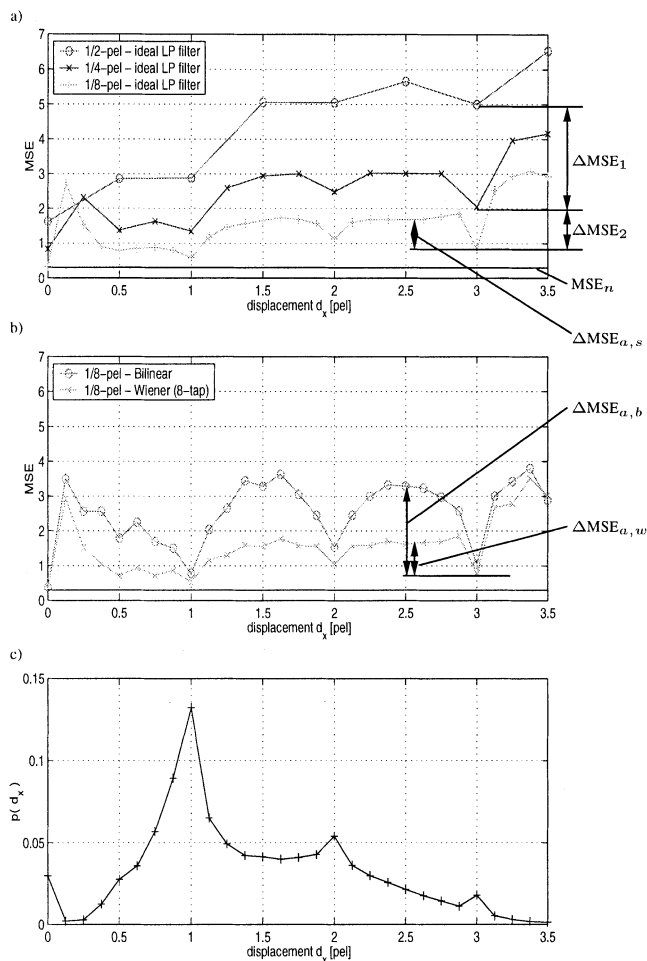 a)
7
6
5
4
3
2
1
0
MSE
1/2-pel – ideal LP filter
1/4-pel – ideal LP filter
1/8-pel – ideal LP filter
0 0.5 1 1.5 2 2.5 3 3.5
displacement dₓ [pel]
ΔMSE₁
ΔMSE₂
MSEₙ
ΔMSEₐ,ₛ
b)
7
6
5
4
3
2
1
0
MSE
1/8-pel – Bilinear
1/8-pel – Wiener (8-tap)
0 0.5 1 1.5 2 2.5 3 3.5
displacement dₓ [pel]
ΔMSE_{a,b}
ΔMSE_{a,w}
c)
0.15
0.1
0.05
0
p( dₓ )
0 0.5 1 1.5 2 2.5 3 3.5
displacement dₓ [pel]